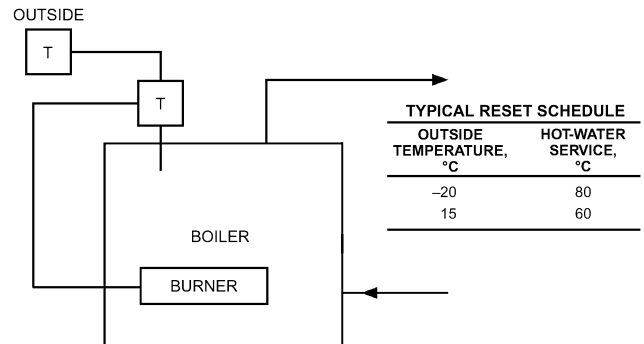 OUTSIDE
T
T
TYPICAL RESET SCHEDULE
OUTSIDE HOT-WATER
TEMPERATURE, SERVICE,
°C °C
–20 80
15 60
BOILER
BURNER